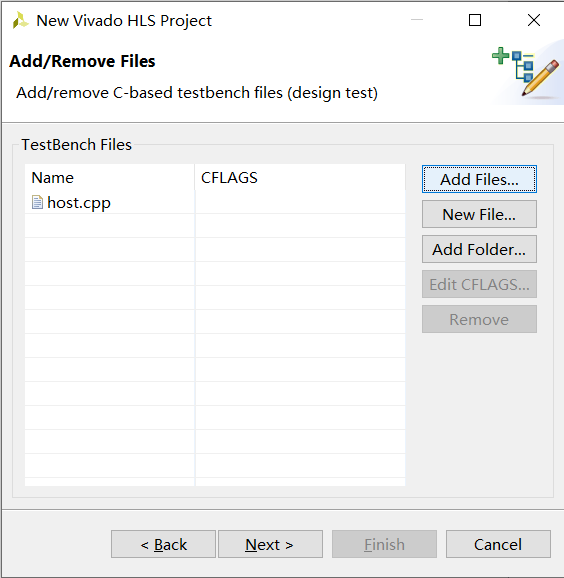 New Vivado HLS Project
Add/Remove Files
Add/remove C-based testbench files (design test)
TestBench Files
Name CFLAGS
host.cpp
Add Files...
New File...
Add Folder...
Edit CFLAGS...
Remove
< Back Next > Finish Cancel